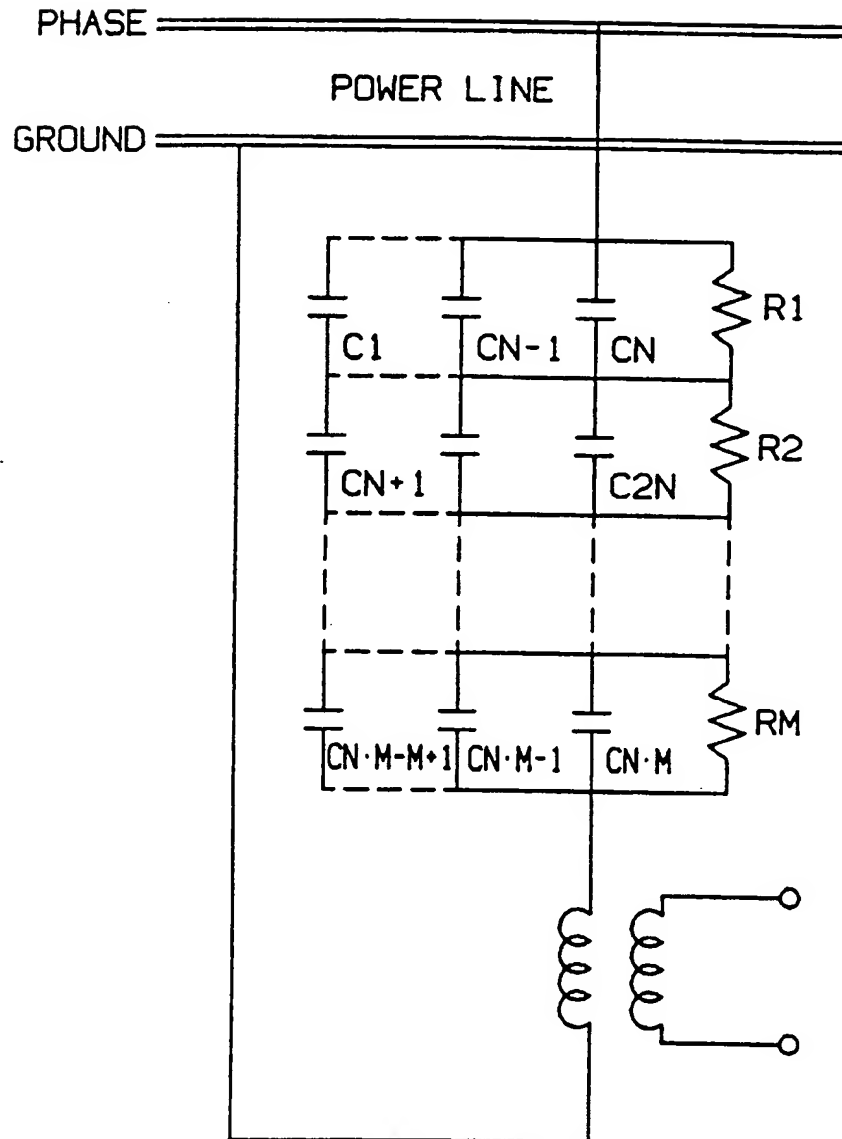 PHASE
POWER LINE
GROUND
C1
CN-1
CN
R1
CN+1
C2N
R2
CN·M-M+1
CN·M-1
CN·M
RM